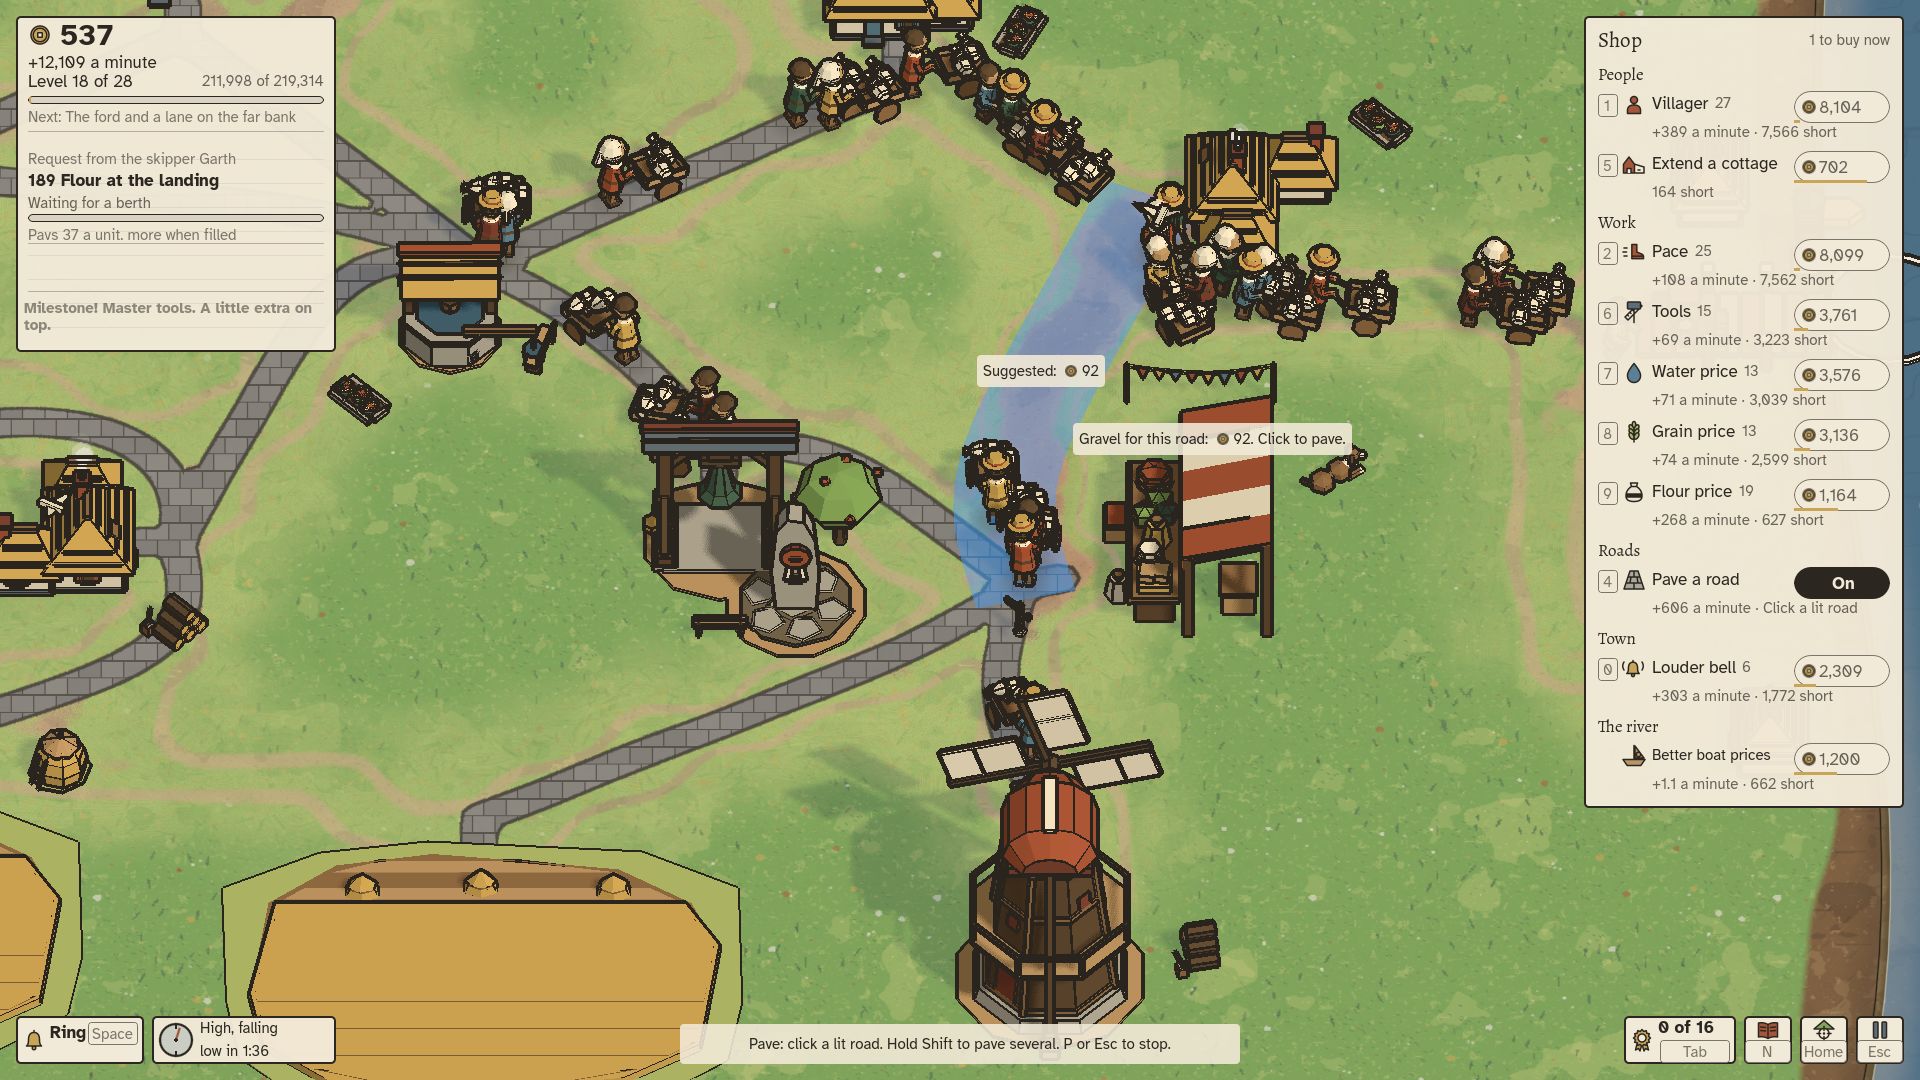 537
+12,109 a minute
Level 18 of 28 211,998 of 219,314
Next: The ford and a lane on the far bank
Request from the skipper Garth
189 Flour at the landing
Waiting for a berth
Pays 37 a unit. more when filled
Milestone! Master tools. A little extra on
top.
Suggested: 92
Gravel for this road: 92. Click to pave.
Shop 1 to buy now
People
1 Villager 27 8,104
+389 a minute · 7,566 short
5 Extend a cottage 702
164 short
Work
2 Pace 25 8,099
+108 a minute · 7,562 short
6 Tools 15 3,761
+69 a minute · 3,223 short
7 Water price 13 3,576
+71 a minute · 3,039 short
8 Grain price 13 3,136
+74 a minute · 2,599 short
9 Flour price 19 1,164
+268 a minute · 627 short
Roads
4 Pave a road On
+606 a minute · Click a lit road
Town
0 Louder bell 6 2,309
+303 a minute · 1,772 short
The river
Better boat prices 1,200
+1.1 a minute · 662 short
Ring Space
High, falling
low in 1:36
Pave: click a lit road. Hold Shift to pave several. P or Esc to stop.
0 of 16
Tab
N
Home
Esc